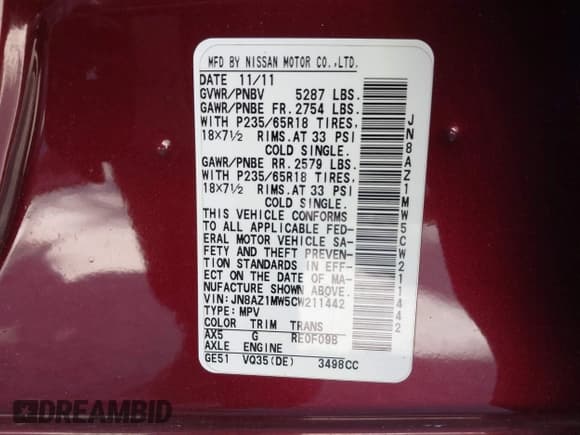 MFD BY NISSAN MOTOR CO.,LTD.
DATE 11/11
GVWR/PNBV 5287 LBS.
GAWR/PNBE FR. 2754 LBS.
WITH P235/65R18 TIRES.
18×7½ RIMS.AT 33 PSI
COLD SINGLE.
GAWR/PNBE RR. 2579 LBS.
WITH P235/65R18 TIRES.
18×7½ RIMS.AT 33 PSI
COLD SINGLE.
THIS VEHICLE CONFORMS
TO ALL APPLICABLE FED-
ERAL MOTOR VEHICLE SA-
FETY AND THEFT PREVEN-
TION STANDARDS IN EFF-
ECT ON THE DATE OF MA-
NUFACTURE SHOWN ABOVE.
VIN:JN8AZ1MW5CW211442
TYPE:MPV
COLOR TRIM TRANS
AX5 G RE0F09B
AXLE ENGINE
GE51 VQ35(DE) 3498CC
JN8AZ1MW5CW211442
DREAMBID